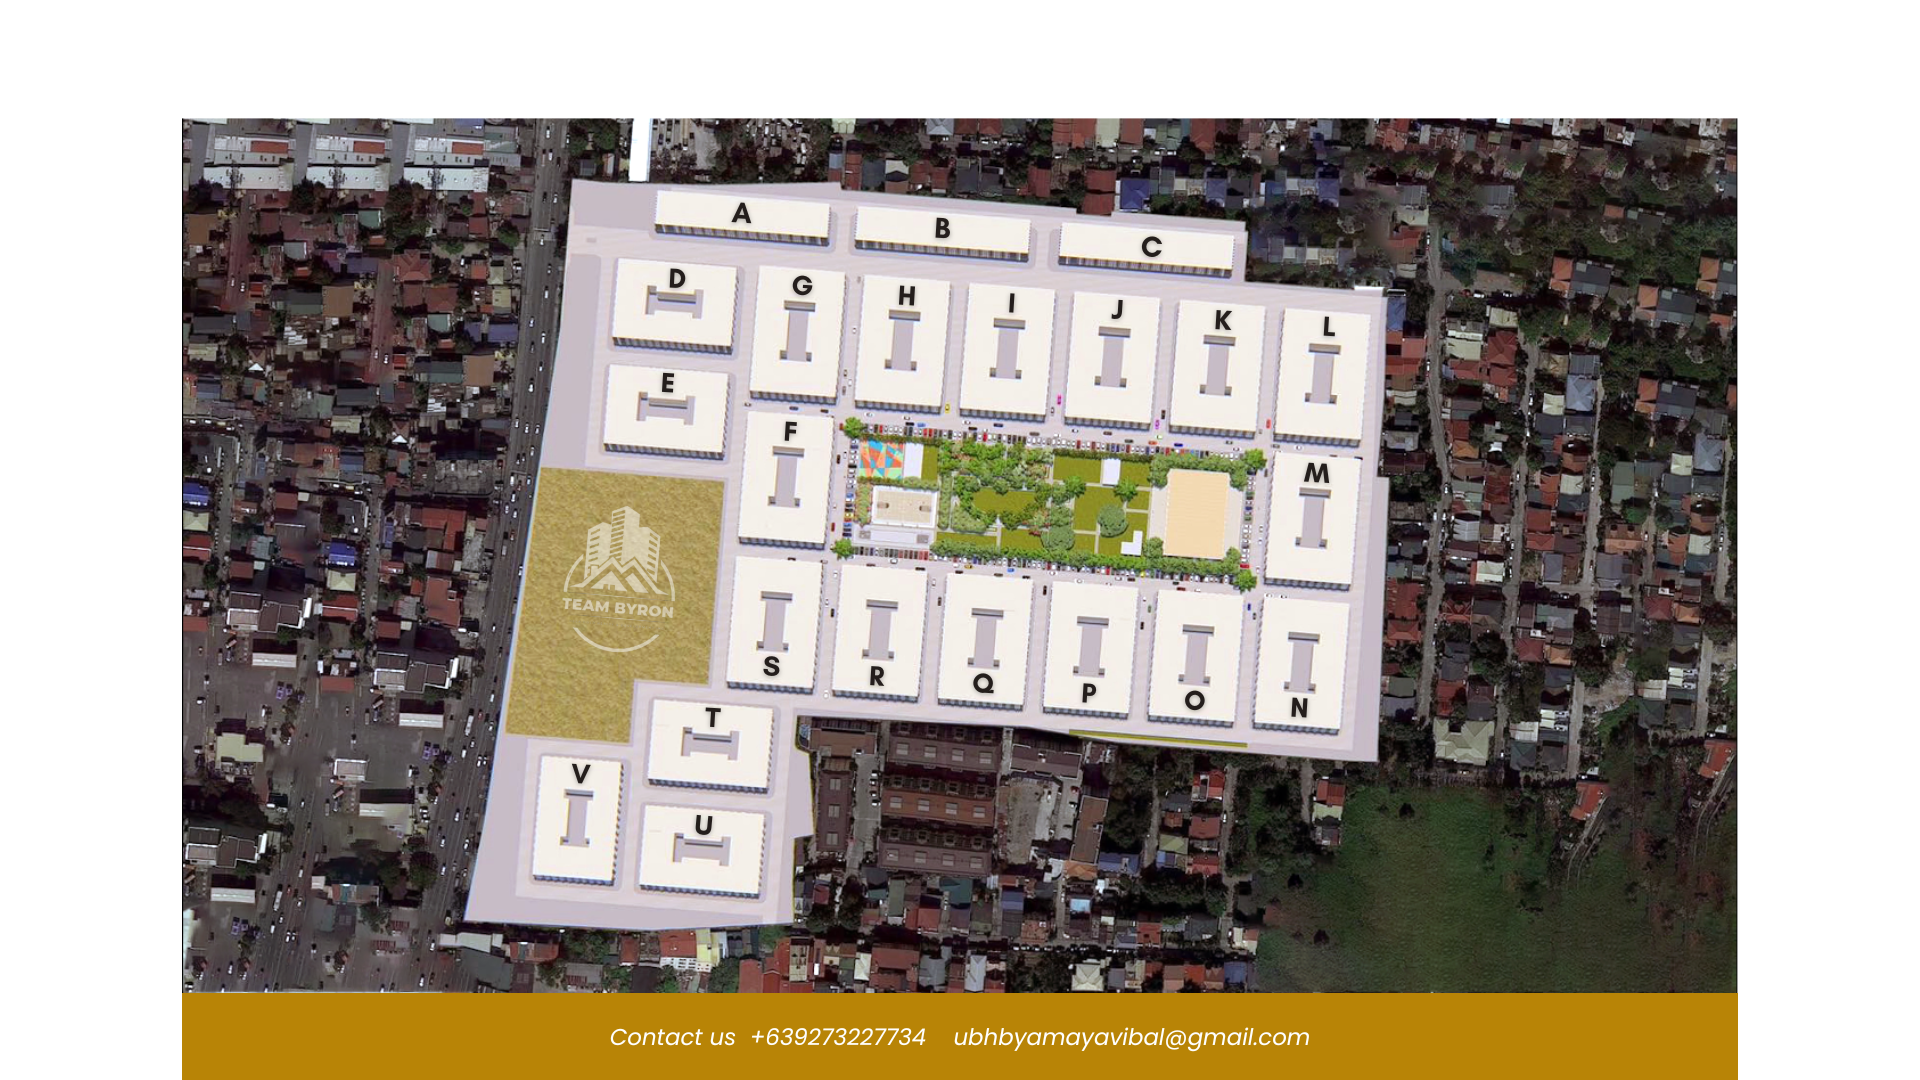 A
B
C
D
G
H
I
J
K
L
E
F
M
TEAM BYRON
S
R
Q
P
O
N
T
V
U
Contact us +639273227734 ubhbyamayavibal@gmail.com